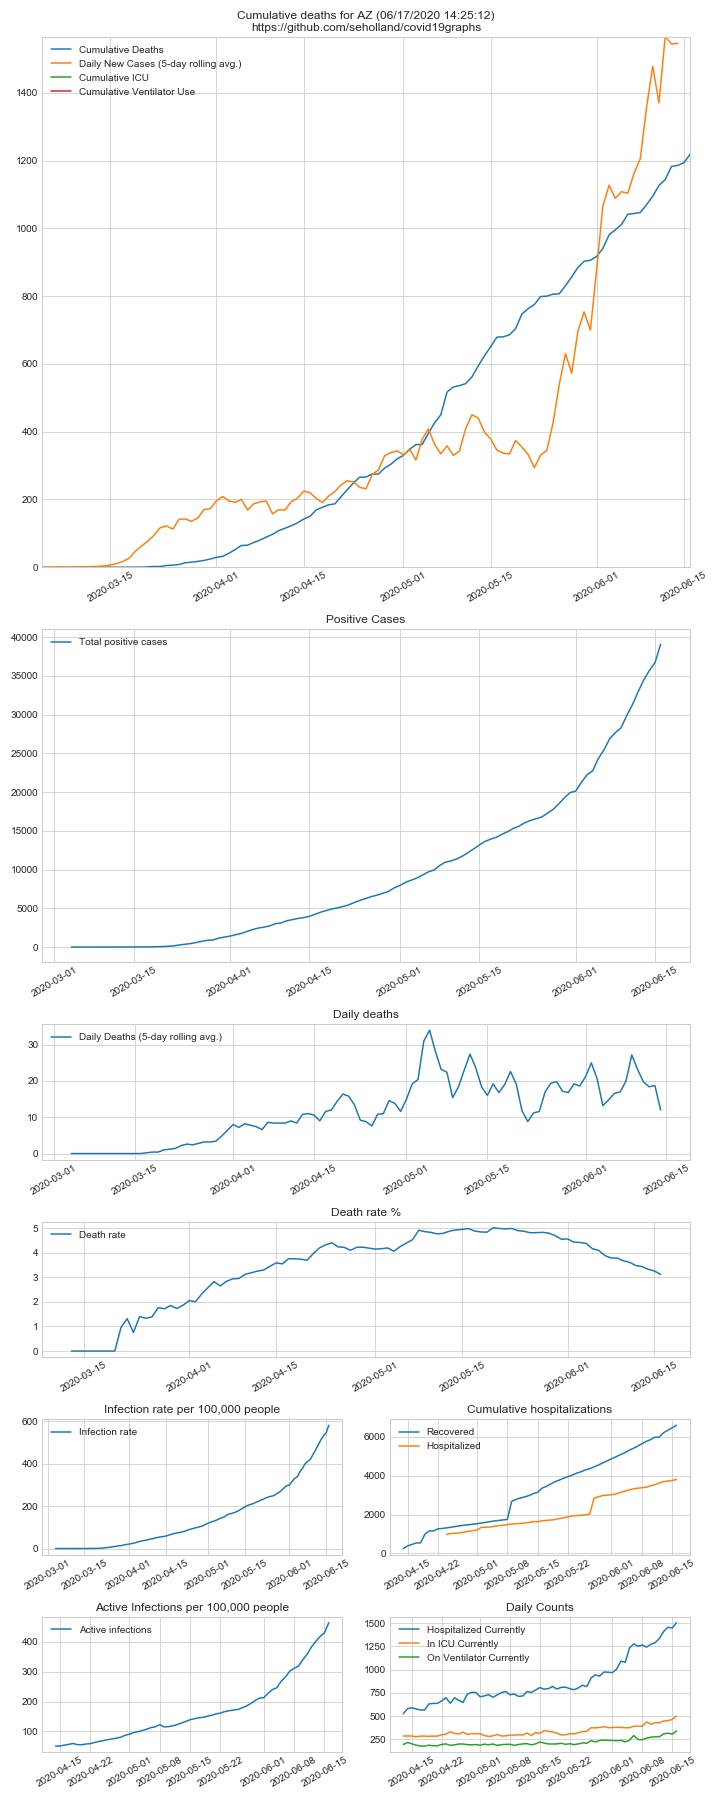 Cumulative deaths for AZ (06/17/2020 14:25:12)
https://github.com/seholland/covid19graphs
Cumulative Deaths
Daily New Cases (5-day rolling avg.)
Cumulative ICU
Cumulative Ventilator Use
1400
1200
1000
800
600
400
200
0
2020-03-15 2020-04-01 2020-04-15 2020-05-01 2020-05-15 2020-06-01 2020-06-15
Positive Cases
Total positive cases
40000
35000
30000
25000
20000
15000
10000
5000
0
2020-03-01 2020-03-15 2020-04-01 2020-04-15 2020-05-01 2020-05-15 2020-06-01 2020-06-15
Daily deaths
Daily Deaths (5-day rolling avg.)
30
20
10
0
2020-03-01 2020-03-15 2020-04-01 2020-04-15 2020-05-01 2020-05-15 2020-06-01 2020-06-15
Death rate %
Death rate
5
4
3
2
1
0
2020-03-15 2020-04-01 2020-04-15 2020-05-01 2020-05-15 2020-06-01 2020-06-15
Infection rate per 100,000 people
Infection rate
600
400
200
0
2020-03-01 2020-03-15 2020-04-01 2020-04-15 2020-05-01 2020-05-15 2020-06-01 2020-06-15
Cumulative hospitalizations
Recovered
Hospitalized
6000
4000
2000
0
2020-04-15 2020-04-22 2020-05-01 2020-05-08 2020-05-15 2020-05-22 2020-06-01 2020-06-08 2020-06-15
Active Infections per 100,000 people
Active infections
400
300
200
100
2020-04-15 2020-04-22 2020-05-01 2020-05-08 2020-05-15 2020-05-22 2020-06-01 2020-06-08 2020-06-15
Daily Counts
Hospitalized Currently
In ICU Currently
On Ventilator Currently
1500
1250
1000
750
500
250
2020-04-15 2020-04-22 2020-05-01 2020-05-08 2020-05-15 2020-05-22 2020-06-01 2020-06-08 2020-06-15